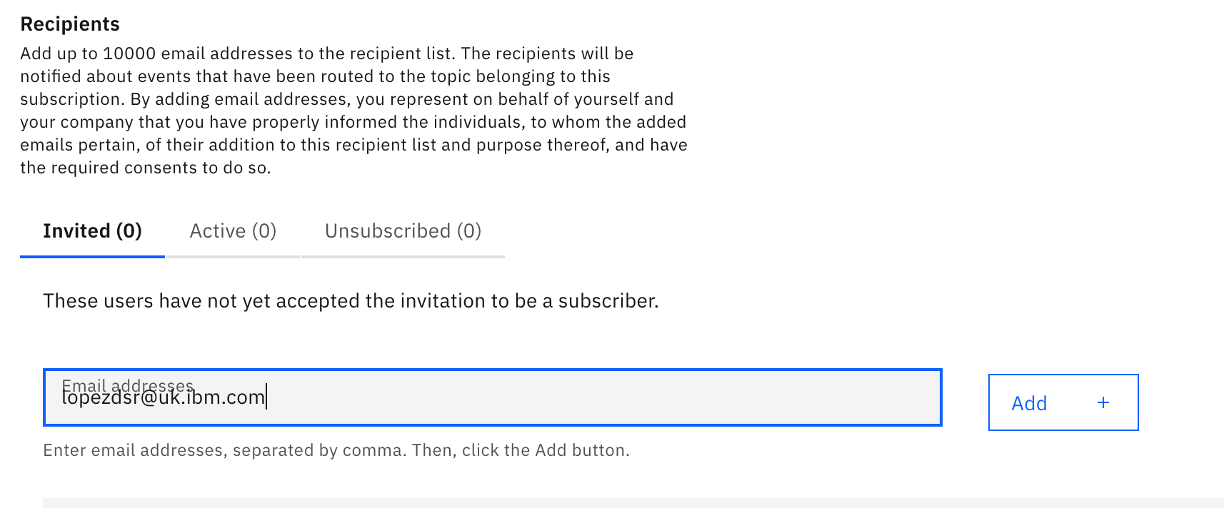 Recipients
Add up to 10000 email addresses to the recipient list. The recipients will be
notified about events that have been routed to the topic belonging to this
subscription. By adding email addresses, you represent on behalf of yourself and
your company that you have properly informed the individuals, to whom the added
emails pertain, of their addition to this recipient list and purpose thereof, and have
the required consents to do so.
Invited (0) Active (0) Unsubscribed (0)
These users have not yet accepted the invitation to be a subscriber.
Email addresses
lopezdsr@uk.ibm.com
Add +
Enter email addresses, separated by comma. Then, click the Add button.